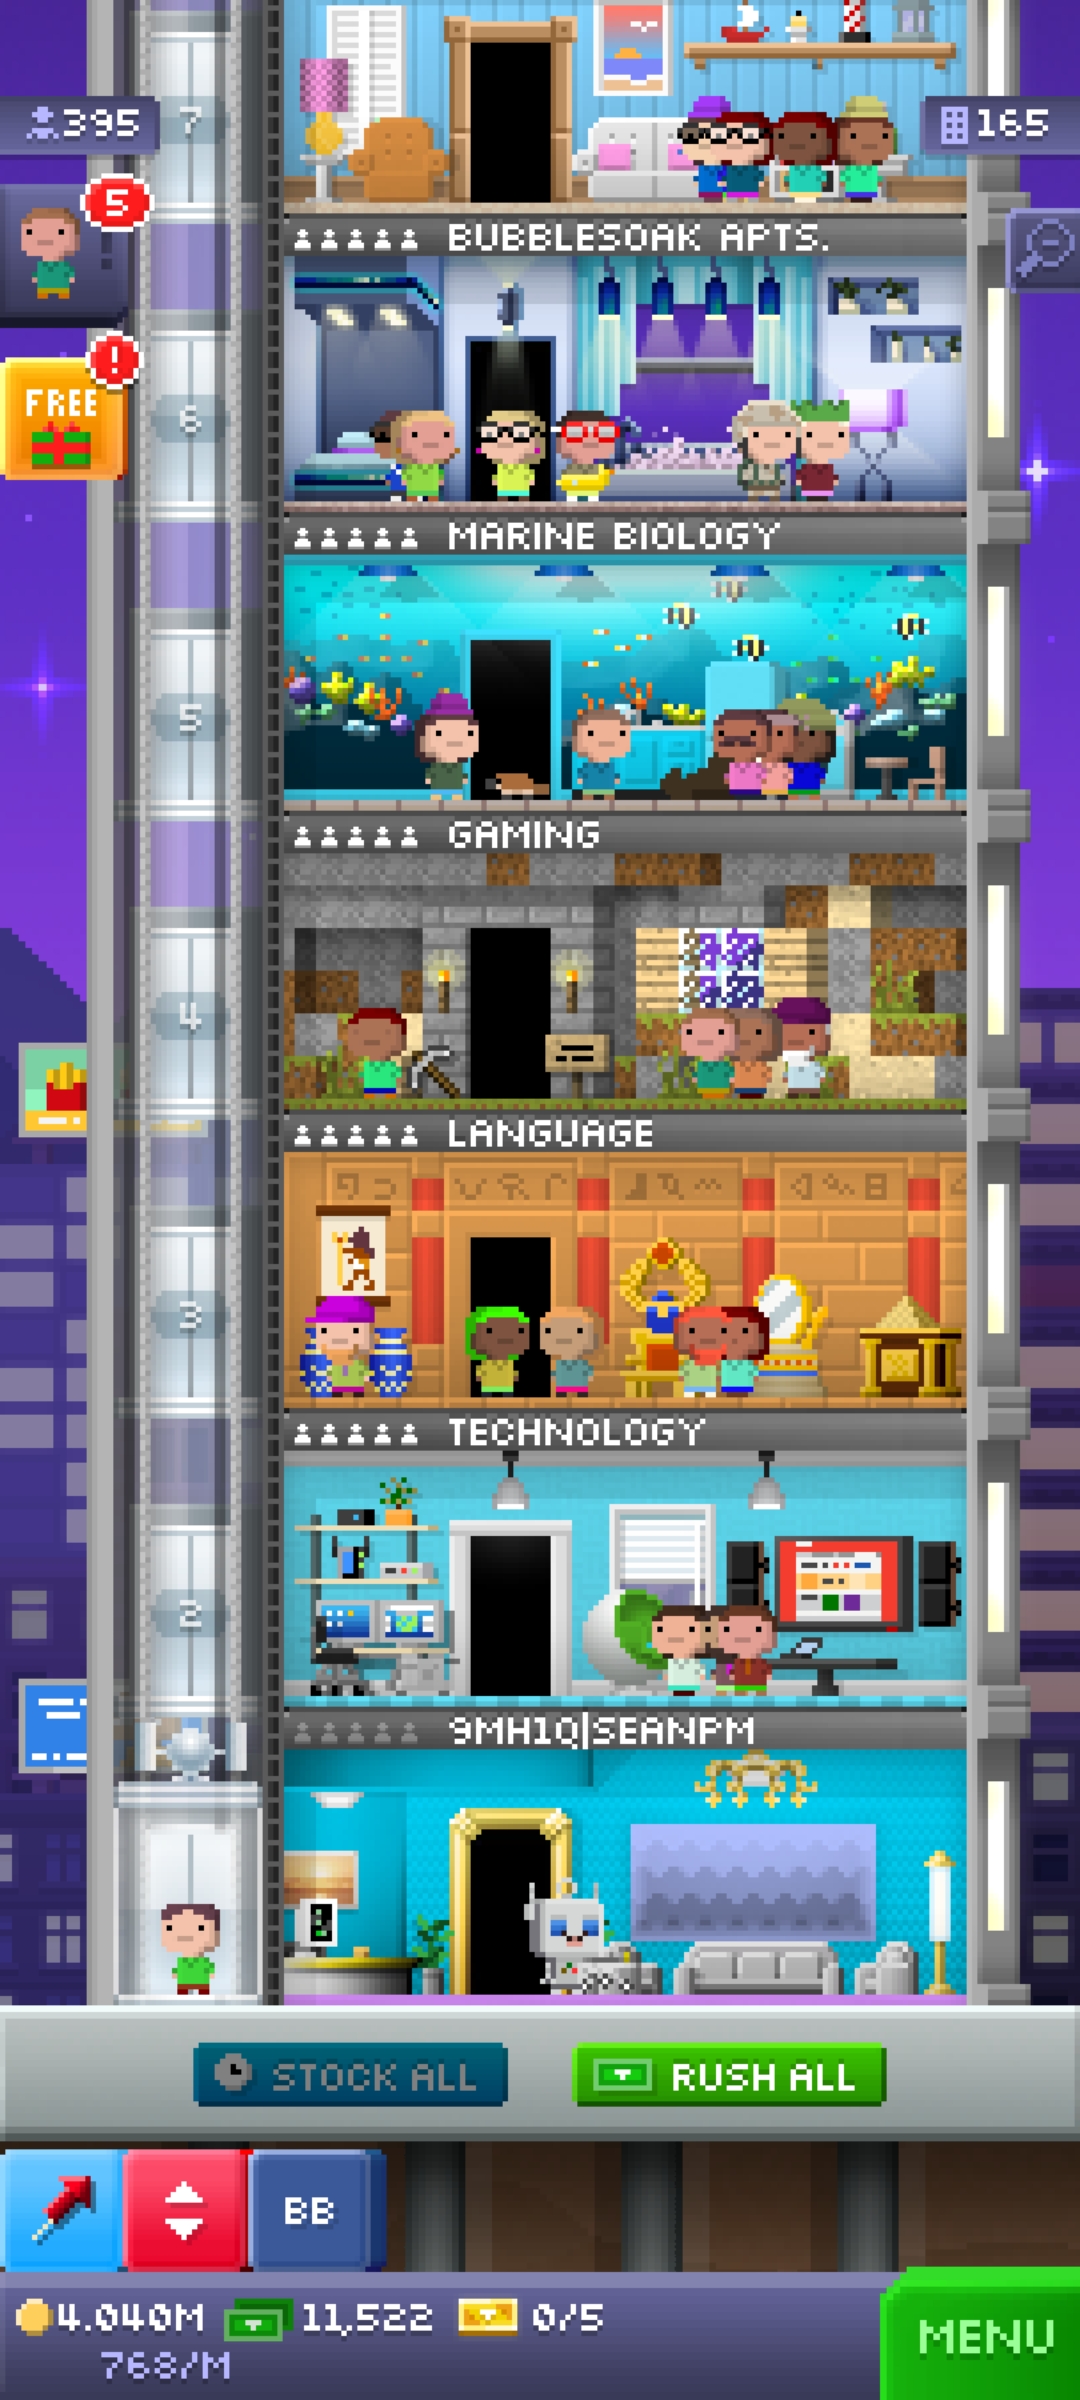 7
395
165
5
BUBBLESOAK APTS.
!
FREE
6
MARINE BIOLOGY
5
GAMING
4
LANGUAGE
3
TECHNOLOGY
2
9MH1Q|SEANPM
STOCK ALL
RUSH ALL
BB
4.040M
11,522
0/5
768/M
MENU